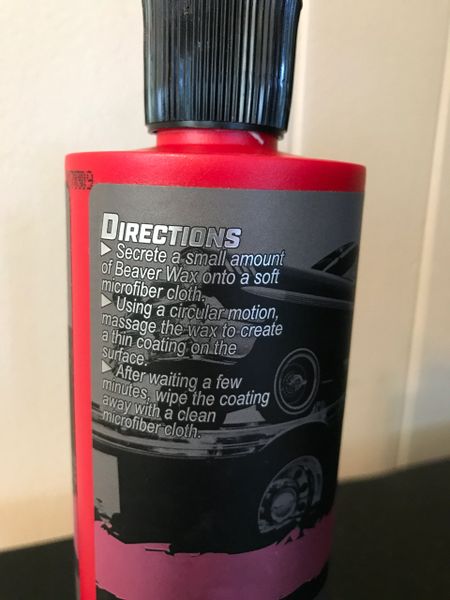 DIRECTIONS
▶ Secrete a small amount
of Beaver Wax onto a soft
microfiber cloth.
▶ Using a circular motion,
massage the wax to create
a thin coating on the
surface.
▶ After waiting a few
minutes, wipe the coating
away with a clean
microfiber cloth.